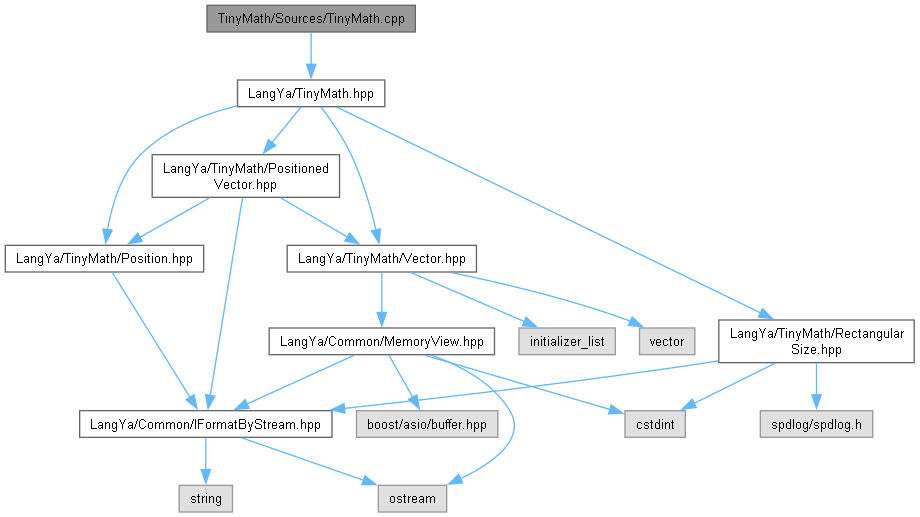 TinyMath/Sources/TinyMath.cpp
LangYa/TinyMath.hpp
LangYa/TinyMath/Positioned
Vector.hpp
LangYa/TinyMath/Position.hpp
LangYa/TinyMath/Vector.hpp
LangYa/Common/MemoryView.hpp
initializer_list
vector
LangYa/TinyMath/Rectangular
Size.hpp
LangYa/Common/IFormatByStream.hpp
boost/asio/buffer.hpp
cstdint
spdlog/spdlog.h
string
ostream